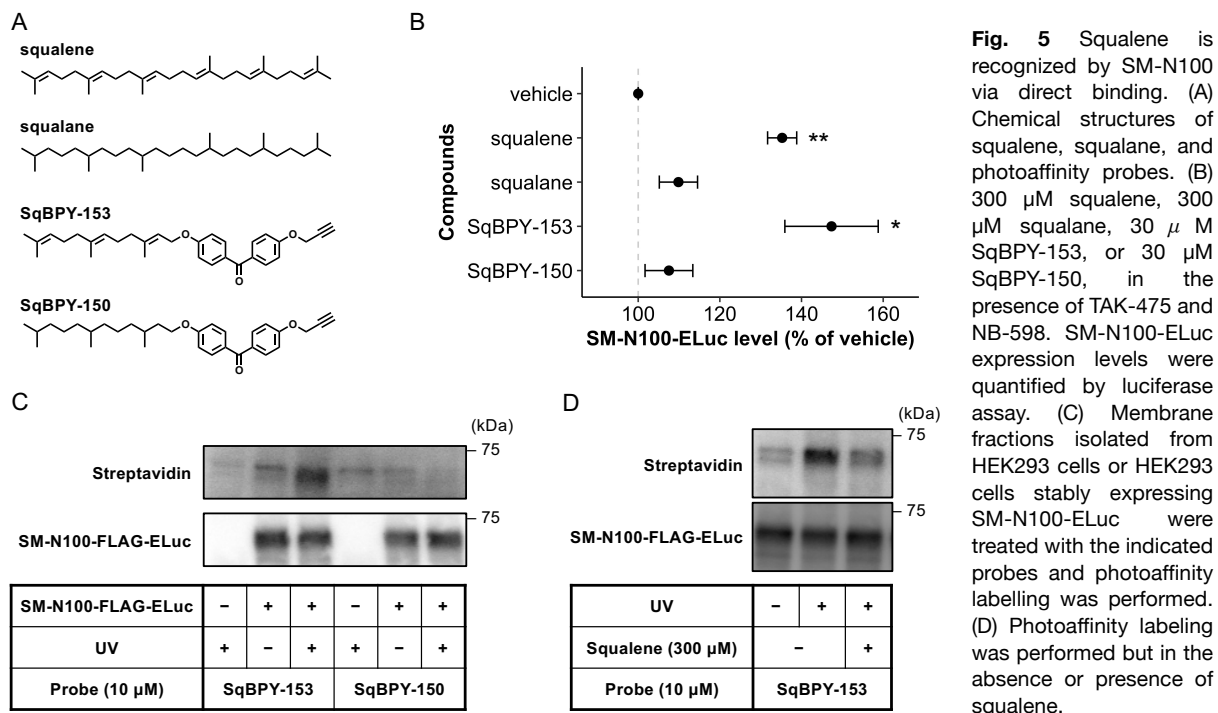 A
squalene
squalane
SqBPY-153
O
O
O
SqBPY-150
O
O
O
B
Compounds
vehicle
squalene
squalane
SqBPY-153
SqBPY-150
**
*
100
120
140
160
SM-N100-ELuc level (% of vehicle)
C
(kDa)
Streptavidin
75
SM-N100-FLAG-ELuc
75
SM-N100-FLAG-ELuc − + + − + +
UV + − + + − +
Probe (10 µM) SqBPY-153 SqBPY-150
D
(kDa)
Streptavidin
75
SM-N100-FLAG-ELuc
75
UV − + +
Squalene (300 µM) − +
Probe (10 µM) SqBPY-153
Fig. 5 Squalene is
recognized by SM-N100
via direct binding. (A)
Chemical structures of
squalene, squalane, and
photoaffinity probes. (B)
300 µM squalene, 300
µM squalane, 30 μ M
SqBPY-153, or 30 µM
SqBPY-150, in the
presence of TAK-475 and
NB-598. SM-N100-ELuc
expression levels were
quantified by luciferase
assay. (C) Membrane
fractions isolated from
HEK293 cells or HEK293
cells stably expressing
SM-N100-ELuc were
treated with the indicated
probes and photoaffinity
labelling was performed.
(D) Photoaffinity labeling
was performed but in the
absence or presence of
squalene.